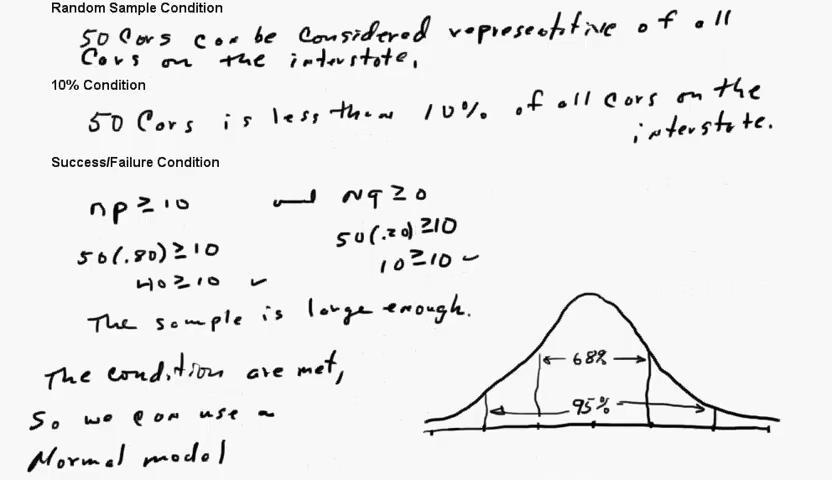 Random Sample Condition
50 Cars can be considered representitive of all
Cars on the interstate.
10% Condition
50 Cars is less than 10% of all cars on the
interstate.
Success/Failure Condition
np ≥ 10 and nq ≥ 0
50(.80) ≥ 10 50(.20) ≥ 10
40 ≥ 10 ✓ 10 ≥ 10 ✓
The sample is large enough.
The condition are met,
So we can use a
Normal model
68%
95%